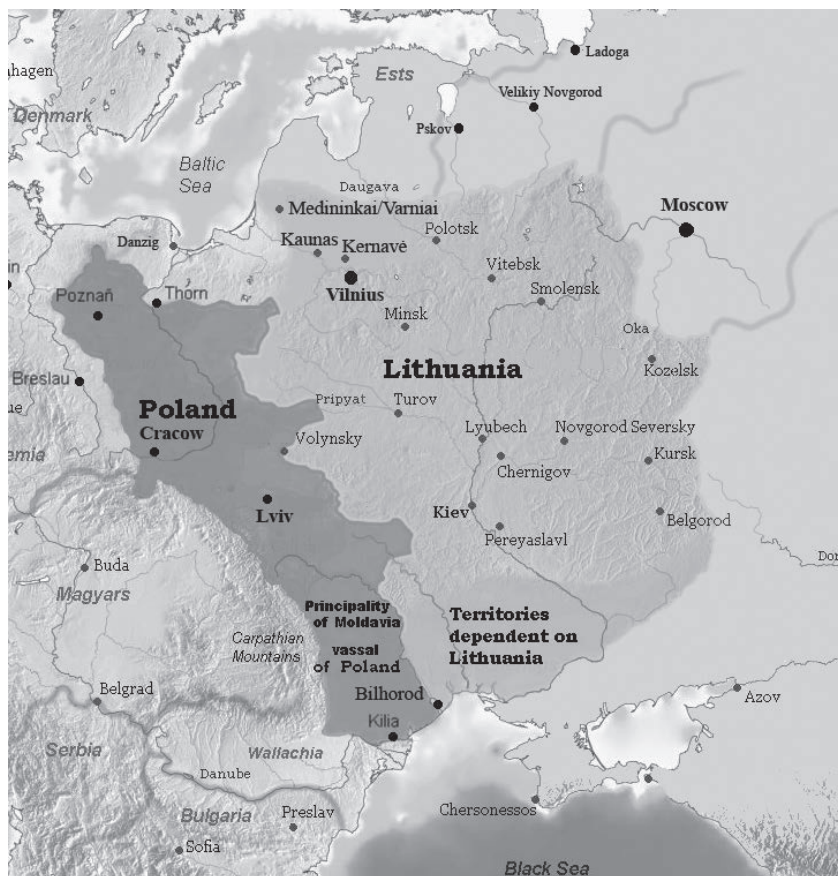 Ladoga
nhagen
Ests
Velikiy Novgorod
Denmark
Pskov
Baltic
Sea
Daugava
Medininkai/Varniai
Moscow
Danzig
Kaunas
Kernavė
Polotsk
Vitebsk
Vilnius
Smolensk
Poznań
Thorn
Minsk
Oka
Kozelsk
Lithuania
Breslau
Poland
Pripyat
Turov
Cracow
Volynsky
Lyubech
Novgorod Seversky
Chernigov
Kursk
emia
Lviv
Kiev
Belgorod
Pereyaslavl
Buda
Don
Magyars
Principality
of Moldavia
vassal
of Poland
Territories
dependent on
Lithuania
Carpathian
Mountains
Belgrad
Bilhorod
Azov
Kilia
Serbia
Wallachia
Danube
Bulgaria
Preslav
Chersonessos
Sofia
Black Sea